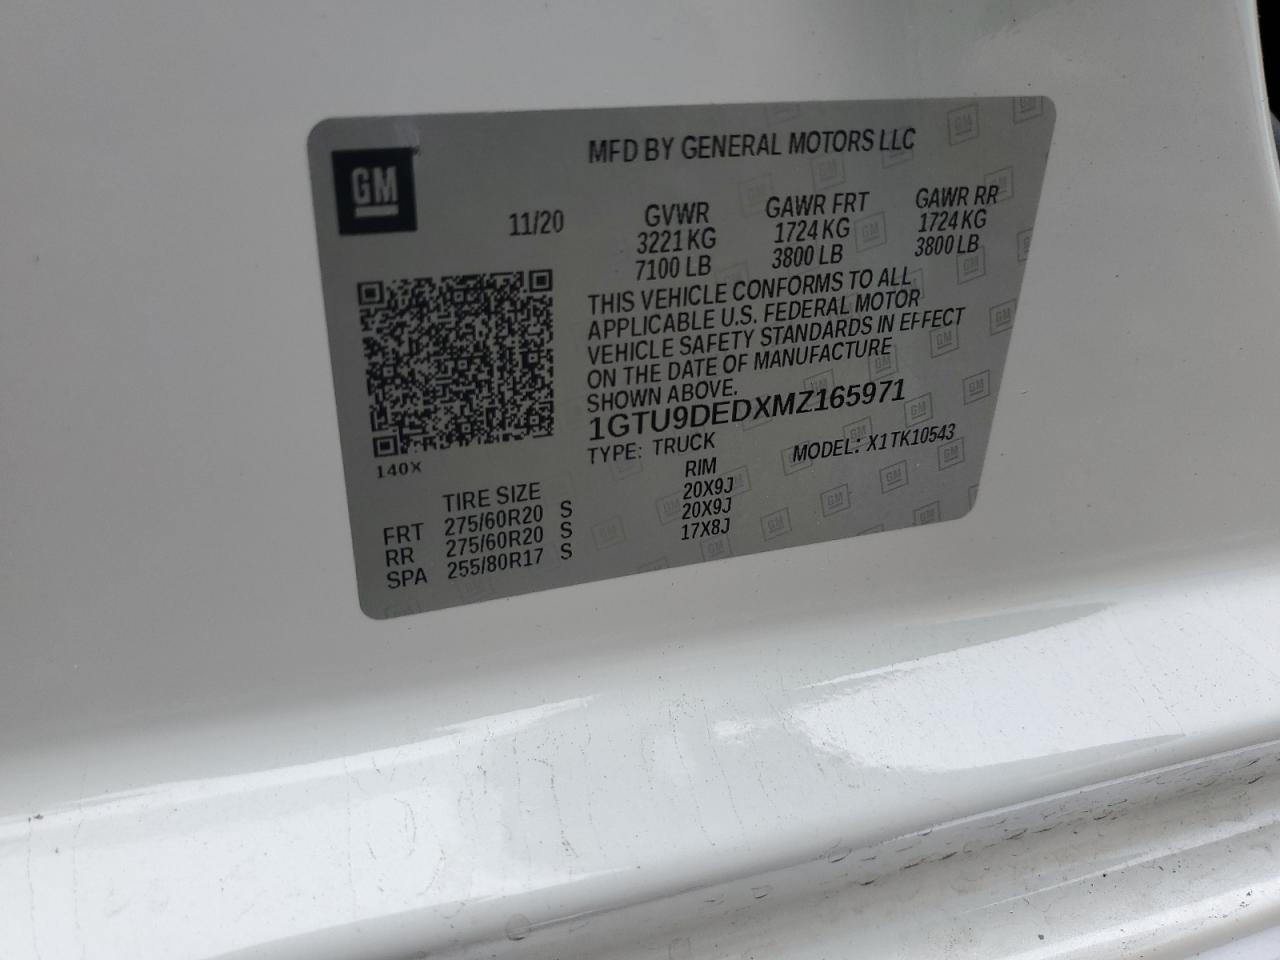 MFD BY GENERAL MOTORS LLC
GM
11/20
GVWR GAWR FRT GAWR RR
3221 KG 1724 KG 1724 KG
7100 LB 3800 LB 3800 LB
THIS VEHICLE CONFORMS TO ALL
APPLICABLE U.S. FEDERAL MOTOR
VEHICLE SAFETY STANDARDS IN EFFECT
ON THE DATE OF MANUFACTURE
SHOWN ABOVE.
1GTU9DEDXMZ165971
TYPE: TRUCK MODEL: X1TK10543
140X
TIRE SIZE RIM
FRT 275/60R20 S 20X9J
RR 275/60R20 S 20X9J
SPA 255/80R17 S 17X8J